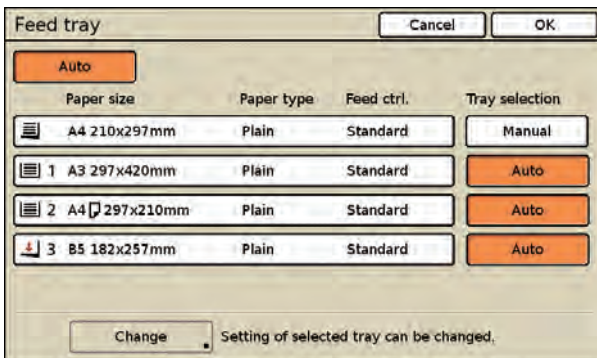 Feed tray Cancel OK
Auto
Paper size Paper type Feed ctrl. Tray selection
A4 210x297mm Plain Standard Manual
1 A3 297x420mm Plain Standard Auto
2 A4 297x210mm Plain Standard Auto
3 B5 182x257mm Plain Standard Auto
Change Setting of selected tray can be changed.